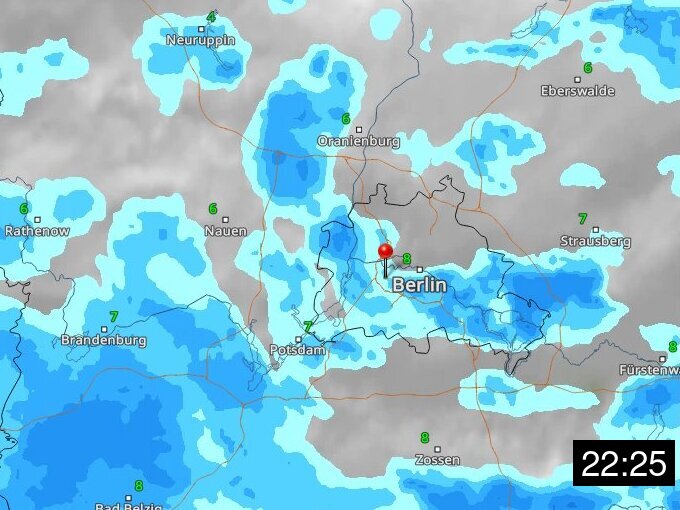 4
Neuruppin
6
Eberswalde
6
Oranienburg
6
Rathenow
6
Nauen
7
Strausberg
8
Berlin
7
Brandenburg
7
Potsdam
8
Fürstenwa
8
Zossen
22:25
8
Bad Belzig